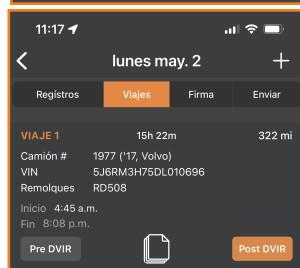 11:17
lunes may. 2
Regístros Viajes Firma Enviar
VIAJE 1 15h 22m 322 mi
Camión # 1977 ('17, Volvo)
VIN 5J6RM3H75DL010696
Remolques RD508
Inicio 4:45 a.m.
Fin 8:08 p.m.
Pre DVIR Post DVIR